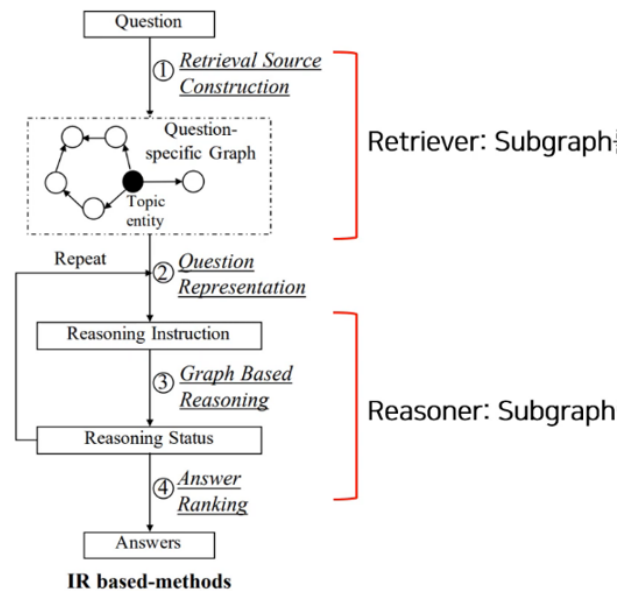 Question
① Retrieval Source
Construction
Question-
specific Graph
Topic
entity
Retriever: Subgraph
Repeat
② Question
Representation
Reasoning Instruction
③ Graph Based
Reasoning
Reasoning Status
Reasoner: Subgraph
④ Answer
Ranking
Answers
IR based-methods